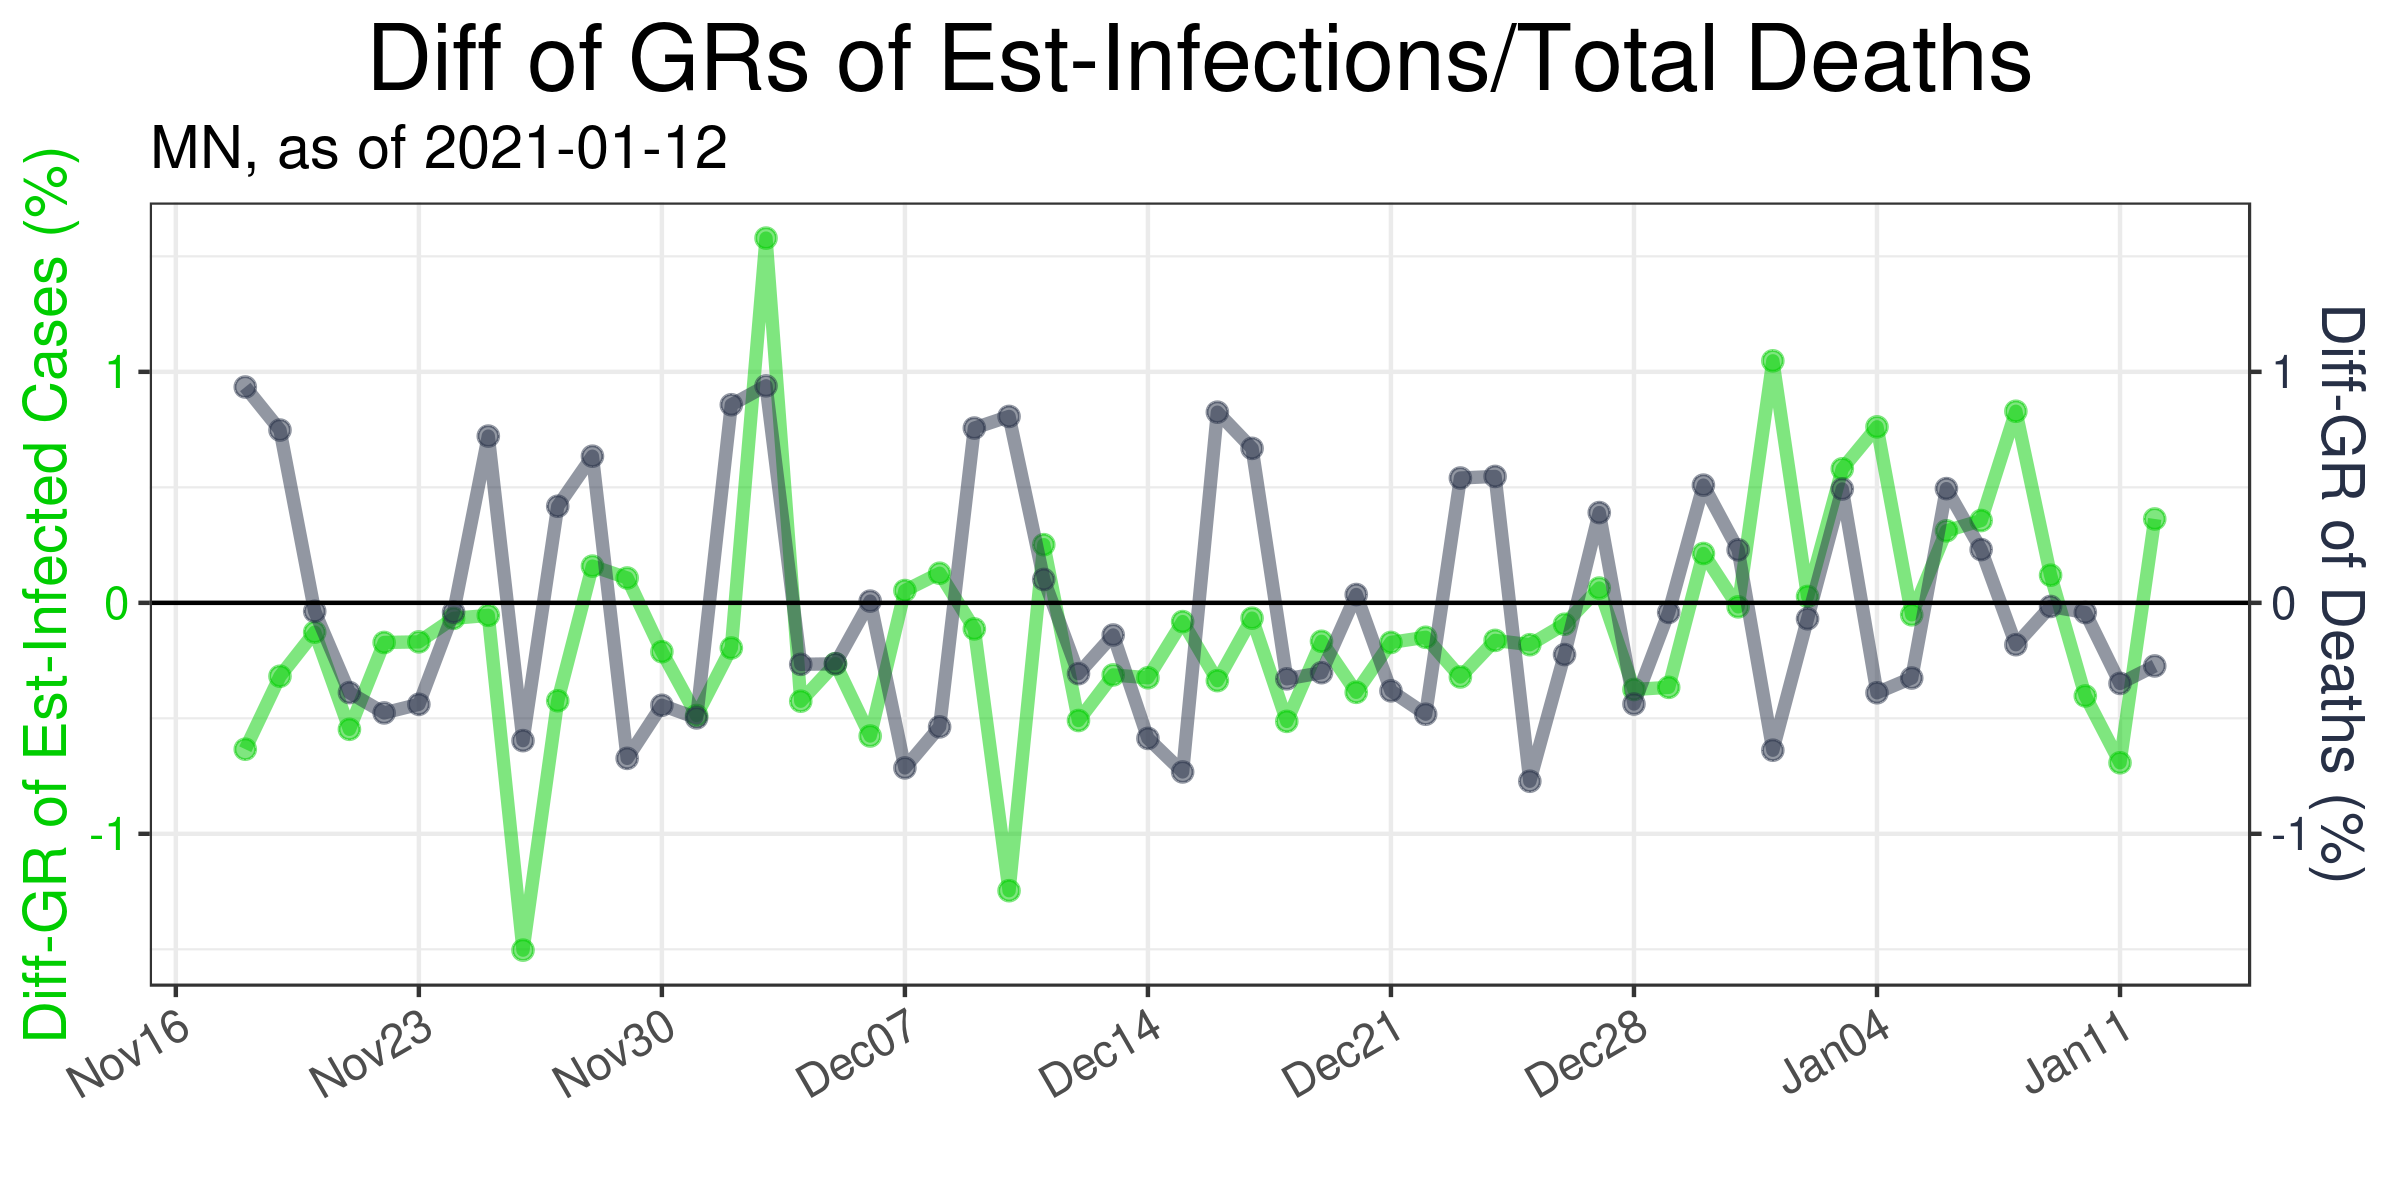 Diff of GRs of Est-Infections/Total Deaths
MN, as of 2021-01-12
Diff-GR of Est-Infected Cases (%)
1
0
-1
1
0
-1
Diff-GR of Deaths (%)
Nov16
Nov23
Nov30
Dec07
Dec14
Dec21
Dec28
Jan04
Jan11